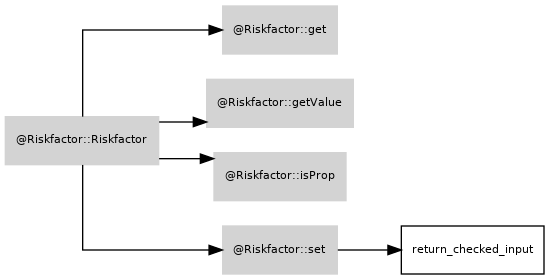 @Riskfactor::get
@Riskfactor::getValue
@Riskfactor::Riskfactor
@Riskfactor::isProp
@Riskfactor::set
return_checked_input